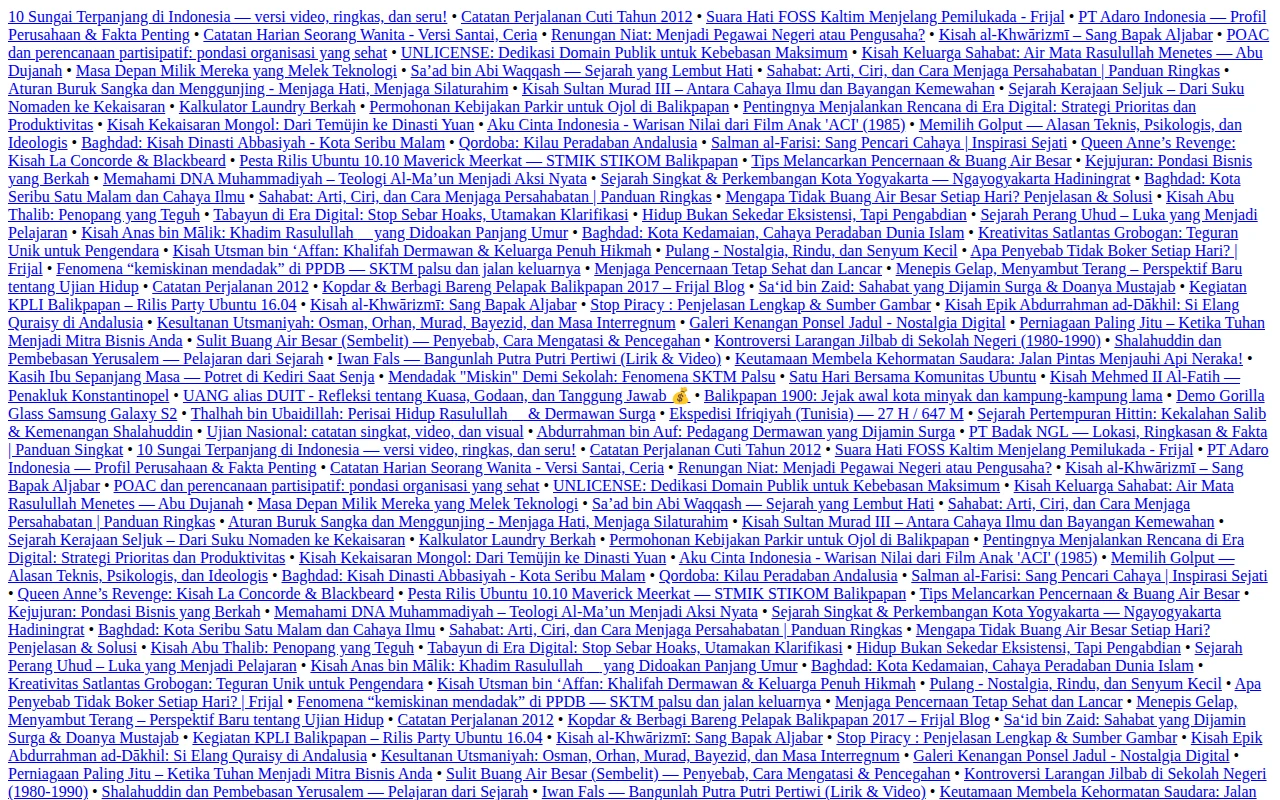 10 Sungai Terpanjang di Indonesia — versi video, ringkas, dan seru! • Catatan Perjalanan Cuti Tahun 2012 • Suara Hati FOSS Kaltim Menjelang Pemilukada - Frijal • PT Adaro Indonesia — Profil
Perusahaan & Fakta Penting • Catatan Harian Seorang Wanita - Versi Santai, Ceria • Renungan Niat: Menjadi Pegawai Negeri atau Pengusaha? • Kisah al-Khwārizmī – Sang Bapak Aljabar • POAC
dan perencanaan partisipatif: pondasi organisasi yang sehat • UNLICENSE: Dedikasi Domain Publik untuk Kebebasan Maksimum • Kisah Keluarga Sahabat: Air Mata Rasulullah Menetes — Abu
Dujanah • Masa Depan Milik Mereka yang Melek Teknologi • Sa’ad bin Abi Waqqash — Sejarah yang Lembut Hati • Sahabat: Arti, Ciri, dan Cara Menjaga Persahabatan | Panduan Ringkas •
Aturan Buruk Sangka dan Menggunjing - Menjaga Hati, Menjaga Silaturahim • Kisah Sultan Murad III – Antara Cahaya Ilmu dan Bayangan Kemewahan • Sejarah Kerajaan Seljuk – Dari Suku
Nomaden ke Kekaisaran • Kalkulator Laundry Berkah • Permohonan Kebijakan Parkir untuk Ojol di Balikpapan • Pentingnya Menjalankan Rencana di Era Digital: Strategi Prioritas dan
Produktivitas • Kisah Kekaisaran Mongol: Dari Temüjin ke Dinasti Yuan • Aku Cinta Indonesia - Warisan Nilai dari Film Anak 'ACI' (1985) • Memilih Golput — Alasan Teknis, Psikologis, dan
Ideologis • Baghdad: Kisah Dinasti Abbasiyah - Kota Seribu Malam • Qordoba: Kilau Peradaban Andalusia • Salman al-Farisi: Sang Pencari Cahaya | Inspirasi Sejati • Queen Anne’s Revenge:
Kisah La Concorde & Blackbeard • Pesta Rilis Ubuntu 10.10 Maverick Meerkat — STMIK STIKOM Balikpapan • Tips Melancarkan Pencernaan & Buang Air Besar • Kejujuran: Pondasi Bisnis
yang Berkah • Memahami DNA Muhammadiyah – Teologi Al-Ma’un Menjadi Aksi Nyata • Sejarah Singkat & Perkembangan Kota Yogyakarta — Ngayogyakarta Hadiningrat • Baghdad: Kota
Seribu Satu Malam dan Cahaya Ilmu • Sahabat: Arti, Ciri, dan Cara Menjaga Persahabatan | Panduan Ringkas • Mengapa Tidak Buang Air Besar Setiap Hari? Penjelasan & Solusi • Kisah Abu
Thalib: Penopang yang Teguh • Tabayun di Era Digital: Stop Sebar Hoaks, Utamakan Klarifikasi • Hidup Bukan Sekedar Eksistensi, Tapi Pengabdian • Sejarah Perang Uhud – Luka yang Menjadi
Pelajaran • Kisah Anas bin Mālik: Khadim Rasulullah yang Didoakan Panjang Umur • Baghdad: Kota Kedamaian, Cahaya Peradaban Dunia Islam • Kreativitas Satlantas Grobogan: Teguran
Unik untuk Pengendara • Kisah Utsman bin ‘Affan: Khalifah Dermawan & Keluarga Penuh Hikmah • Pulang - Nostalgia, Rindu, dan Senyum Kecil • Apa Penyebab Tidak Boker Setiap Hari? |
Frijal • Fenomena “kemiskinan mendadak” di PPDB — SKTM palsu dan jalan keluarnya • Menjaga Pencernaan Tetap Sehat dan Lancar • Menepis Gelap, Menyambut Terang – Perspektif Baru
tentang Ujian Hidup • Catatan Perjalanan 2012 • Kopdar & Berbagi Bareng Pelapak Balikpapan 2017 – Frijal Blog • Sa‘id bin Zaid: Sahabat yang Dijamin Surga & Doanya Mustajab • Kegiatan
KPLI Balikpapan – Rilis Party Ubuntu 16.04 • Kisah al-Khwārizmī: Sang Bapak Aljabar • Stop Piracy : Penjelasan Lengkap & Sumber Gambar • Kisah Epik Abdurrahman ad-Dākhil: Si Elang
Quraisy di Andalusia • Kesultanan Utsmaniyah: Osman, Orhan, Murad, Bayezid, dan Masa Interregnum • Galeri Kenangan Ponsel Jadul - Nostalgia Digital • Perniagaan Paling Jitu – Ketika Tuhan
Menjadi Mitra Bisnis Anda • Sulit Buang Air Besar (Sembelit) — Penyebab, Cara Mengatasi & Pencegahan • Kontroversi Larangan Jilbab di Sekolah Negeri (1980-1990) • Shalahuddin dan
Pembebasan Yerusalem — Pelajaran dari Sejarah • Iwan Fals — Bangunlah Putra Putri Pertiwi (Lirik & Video) • Keutamaan Membela Kehormatan Saudara: Jalan Pintas Menjauhi Api Neraka! •
Kasih Ibu Sepanjang Masa — Potret di Kediri Saat Senja • Mendadak "Miskin" Demi Sekolah: Fenomena SKTM Palsu • Satu Hari Bersama Komunitas Ubuntu • Kisah Mehmed II Al-Fatih —
Penakluk Konstantinopel • UANG alias DUIT - Refleksi tentang Kuasa, Godaan, dan Tanggung Jawab 💰 • Balikpapan 1900: Jejak awal kota minyak dan kampung-kampung lama • Demo Gorilla
Glass Samsung Galaxy S2 • Thalhah bin Ubaidillah: Perisai Hidup Rasulullah & Dermawan Surga • Ekspedisi Ifriqiyah (Tunisia) — 27 H / 647 M • Sejarah Pertempuran Hittin: Kekalahan Salib
& Kemenangan Shalahuddin • Ujian Nasional: catatan singkat, video, dan visual • Abdurrahman bin Auf: Pedagang Dermawan yang Dijamin Surga • PT Badak NGL — Lokasi, Ringkasan & Fakta
| Panduan Singkat • 10 Sungai Terpanjang di Indonesia — versi video, ringkas, dan seru! • Catatan Perjalanan Cuti Tahun 2012 • Suara Hati FOSS Kaltim Menjelang Pemilukada - Frijal • PT Adaro
Indonesia — Profil Perusahaan & Fakta Penting • Catatan Harian Seorang Wanita - Versi Santai, Ceria • Renungan Niat: Menjadi Pegawai Negeri atau Pengusaha? • Kisah al-Khwārizmī – Sang
Bapak Aljabar • POAC dan perencanaan partisipatif: pondasi organisasi yang sehat • UNLICENSE: Dedikasi Domain Publik untuk Kebebasan Maksimum • Kisah Keluarga Sahabat: Air Mata
Rasulullah Menetes — Abu Dujanah • Masa Depan Milik Mereka yang Melek Teknologi • Sa’ad bin Abi Waqqash — Sejarah yang Lembut Hati • Sahabat: Arti, Ciri, dan Cara Menjaga
Persahabatan | Panduan Ringkas • Aturan Buruk Sangka dan Menggunjing - Menjaga Hati, Menjaga Silaturahim • Kisah Sultan Murad III – Antara Cahaya Ilmu dan Bayangan Kemewahan •
Sejarah Kerajaan Seljuk – Dari Suku Nomaden ke Kekaisaran • Kalkulator Laundry Berkah • Permohonan Kebijakan Parkir untuk Ojol di Balikpapan • Pentingnya Menjalankan Rencana di Era
Digital: Strategi Prioritas dan Produktivitas • Kisah Kekaisaran Mongol: Dari Temüjin ke Dinasti Yuan • Aku Cinta Indonesia - Warisan Nilai dari Film Anak 'ACI' (1985) • Memilih Golput —
Alasan Teknis, Psikologis, dan Ideologis • Baghdad: Kisah Dinasti Abbasiyah - Kota Seribu Malam • Qordoba: Kilau Peradaban Andalusia • Salman al-Farisi: Sang Pencari Cahaya | Inspirasi Sejati
• Queen Anne’s Revenge: Kisah La Concorde & Blackbeard • Pesta Rilis Ubuntu 10.10 Maverick Meerkat — STMIK STIKOM Balikpapan • Tips Melancarkan Pencernaan & Buang Air Besar •
Kejujuran: Pondasi Bisnis yang Berkah • Memahami DNA Muhammadiyah – Teologi Al-Ma’un Menjadi Aksi Nyata • Sejarah Singkat & Perkembangan Kota Yogyakarta — Ngayogyakarta
Hadiningrat • Baghdad: Kota Seribu Satu Malam dan Cahaya Ilmu • Sahabat: Arti, Ciri, dan Cara Menjaga Persahabatan | Panduan Ringkas • Mengapa Tidak Buang Air Besar Setiap Hari?
Penjelasan & Solusi • Kisah Abu Thalib: Penopang yang Teguh • Tabayun di Era Digital: Stop Sebar Hoaks, Utamakan Klarifikasi • Hidup Bukan Sekedar Eksistensi, Tapi Pengabdian • Sejarah
Perang Uhud – Luka yang Menjadi Pelajaran • Kisah Anas bin Mālik: Khadim Rasulullah yang Didoakan Panjang Umur • Baghdad: Kota Kedamaian, Cahaya Peradaban Dunia Islam •
Kreativitas Satlantas Grobogan: Teguran Unik untuk Pengendara • Kisah Utsman bin ‘Affan: Khalifah Dermawan & Keluarga Penuh Hikmah • Pulang - Nostalgia, Rindu, dan Senyum Kecil • Apa
Penyebab Tidak Boker Setiap Hari? | Frijal • Fenomena “kemiskinan mendadak” di PPDB — SKTM palsu dan jalan keluarnya • Menjaga Pencernaan Tetap Sehat dan Lancar • Menepis Gelap,
Menyambut Terang – Perspektif Baru tentang Ujian Hidup • Catatan Perjalanan 2012 • Kopdar & Berbagi Bareng Pelapak Balikpapan 2017 – Frijal Blog • Sa‘id bin Zaid: Sahabat yang Dijamin
Surga & Doanya Mustajab • Kegiatan KPLI Balikpapan – Rilis Party Ubuntu 16.04 • Kisah al-Khwārizmī: Sang Bapak Aljabar • Stop Piracy : Penjelasan Lengkap & Sumber Gambar • Kisah Epik
Abdurrahman ad-Dākhil: Si Elang Quraisy di Andalusia • Kesultanan Utsmaniyah: Osman, Orhan, Murad, Bayezid, dan Masa Interregnum • Galeri Kenangan Ponsel Jadul - Nostalgia Digital •
Perniagaan Paling Jitu – Ketika Tuhan Menjadi Mitra Bisnis Anda • Sulit Buang Air Besar (Sembelit) — Penyebab, Cara Mengatasi & Pencegahan • Kontroversi Larangan Jilbab di Sekolah Negeri
(1980-1990) • Shalahuddin dan Pembebasan Yerusalem — Pelajaran dari Sejarah • Iwan Fals — Bangunlah Putra Putri Pertiwi (Lirik & Video) • Keutamaan Membela Kehormatan Saudara: Jalan